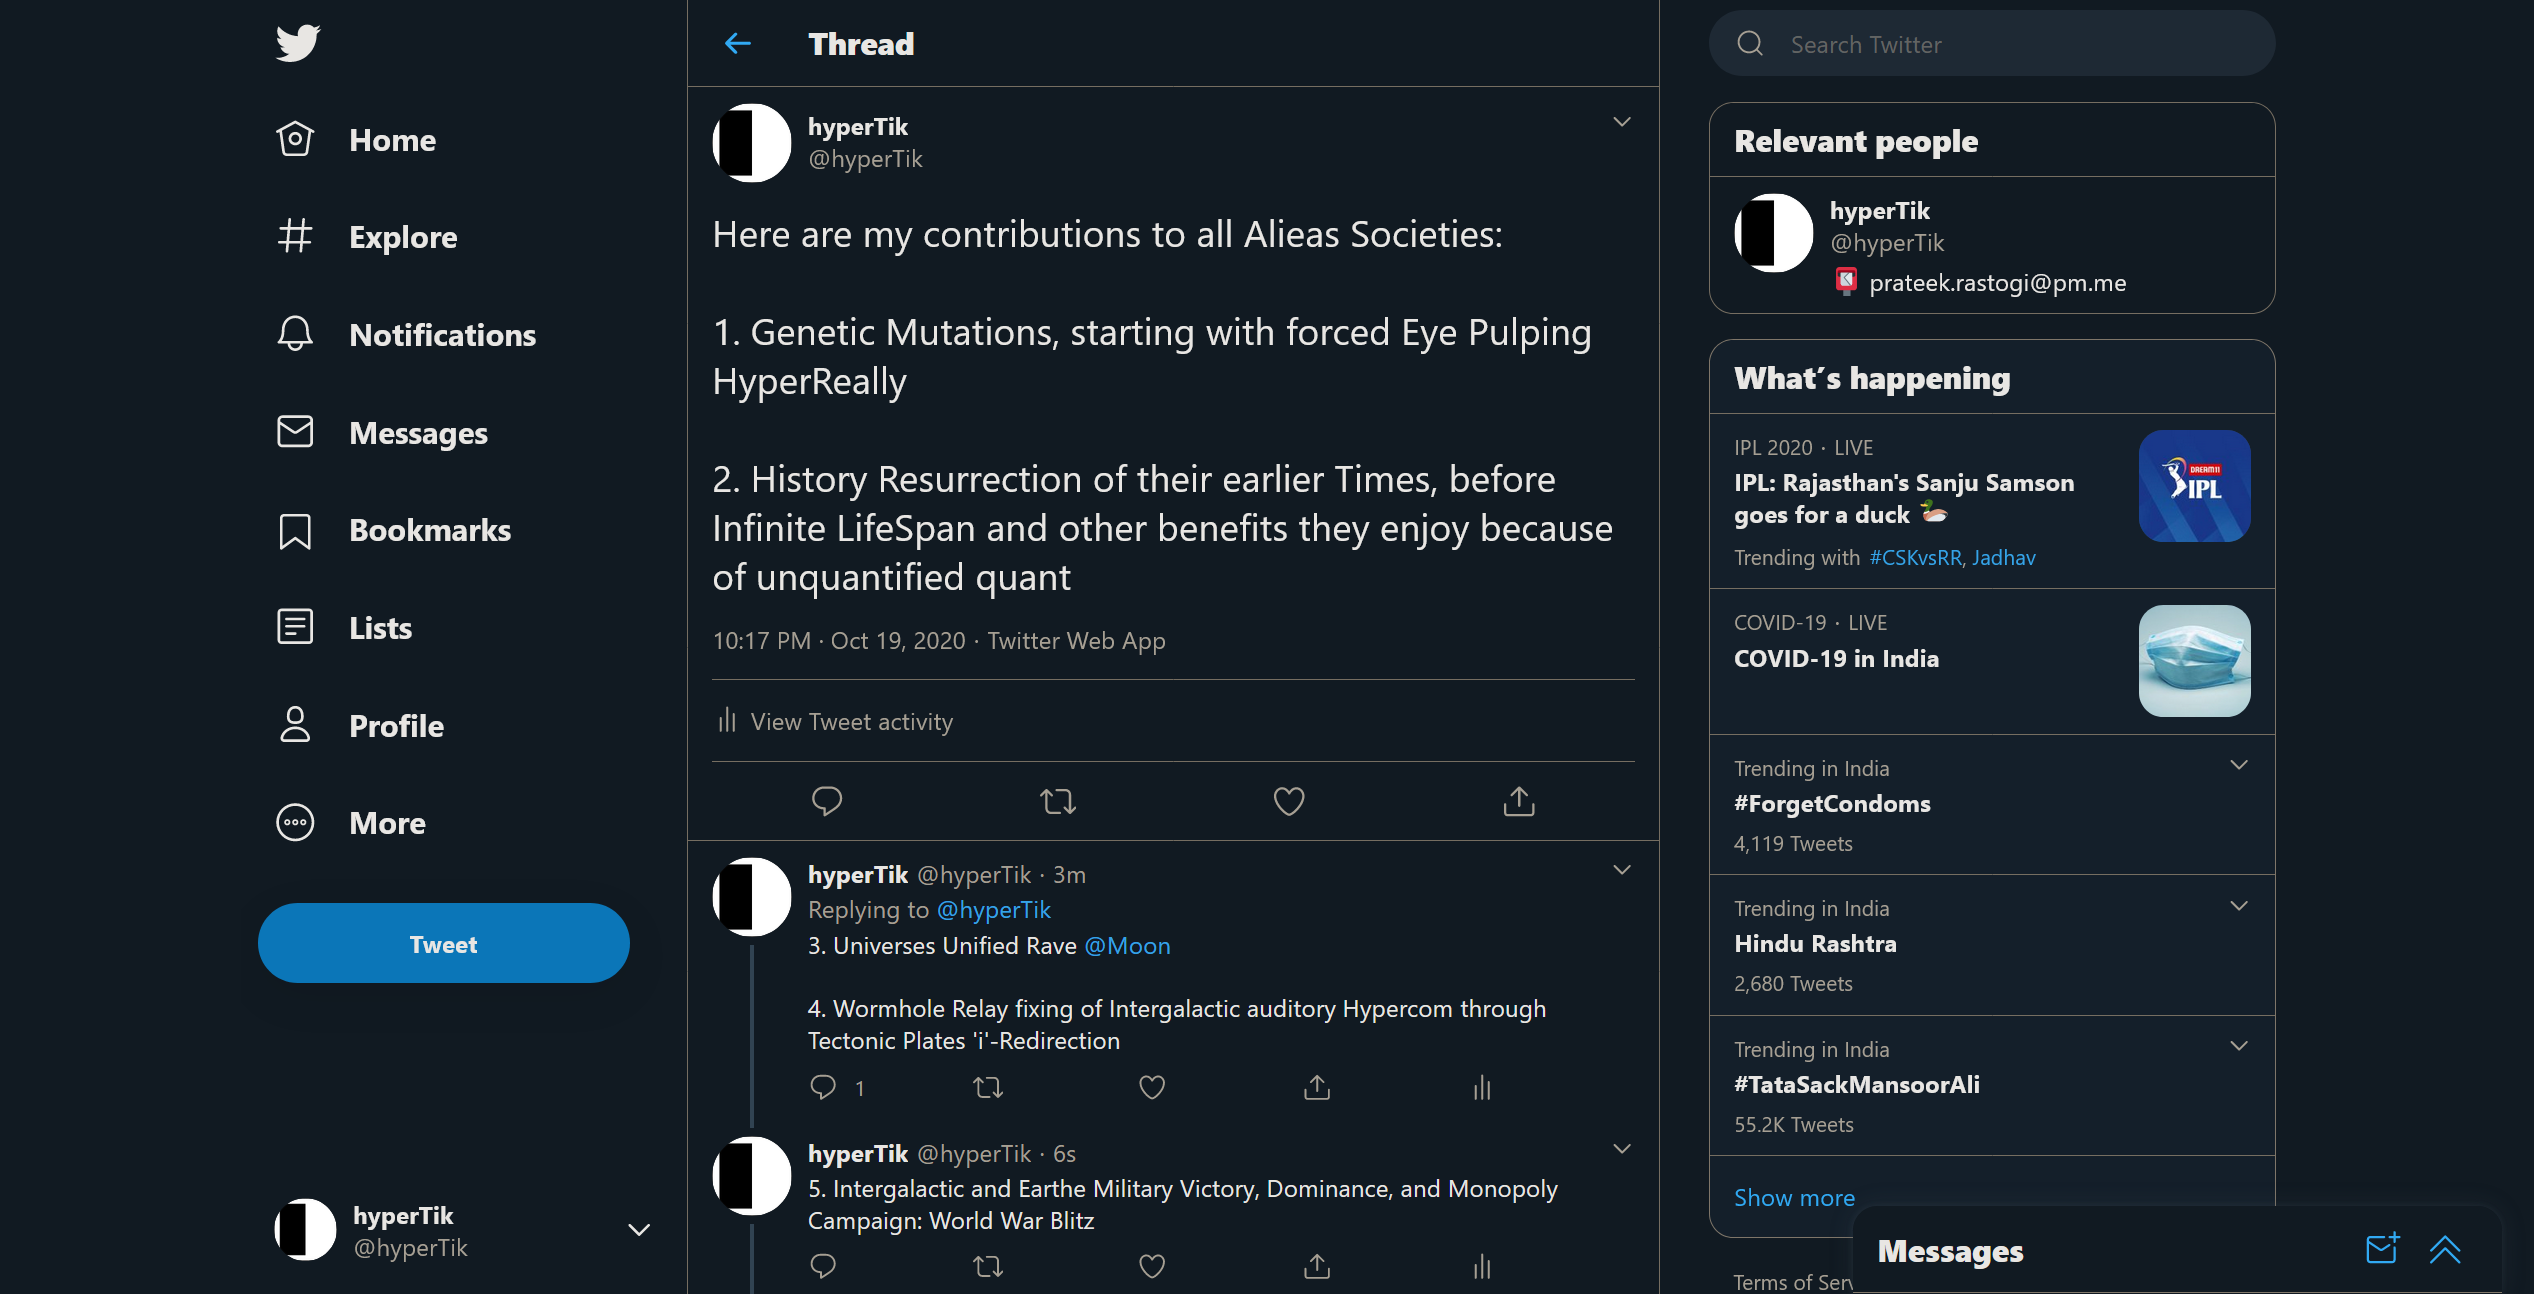 Home
Explore
Notifications
Messages
Bookmarks
Lists
Profile
More
Tweet
hyperTik
@hyperTik
Thread
hyperTik
@hyperTik
Here are my contributions to all Alieas Societies:
1. Genetic Mutations, starting with forced Eye Pulping
HyperReally
2. History Resurrection of their earlier Times, before
Infinite LifeSpan and other benefits they enjoy because
of unquantified quant
10:17 PM · Oct 19, 2020 · Twitter Web App
View Tweet activity
hyperTik @hyperTik · 3m
Replying to @hyperTik
3. Universes Unified Rave @Moon
4. Wormhole Relay fixing of Intergalactic auditory Hypercom through
Tectonic Plates 'i'-Redirection
1
hyperTik @hyperTik · 6s
5. Intergalactic and Earthe Military Victory, Dominance, and Monopoly
Campaign: World War Blitz
Search Twitter
Relevant people
hyperTik
@hyperTik
prateek.rastogi@pm.me
What's happening
IPL 2020 · LIVE
IPL: Rajasthan's Sanju Samson
goes for a duck
Trending with #CSKvsRR, Jadhav
DREAM11
IPL
COVID-19 · LIVE
COVID-19 in India
Trending in India
#ForgetCondoms
4,119 Tweets
Trending in India
Hindu Rashtra
2,680 Tweets
Trending in India
#TataSackMansoorAli
55.2K Tweets
Show more
Terms of Serv
Messages